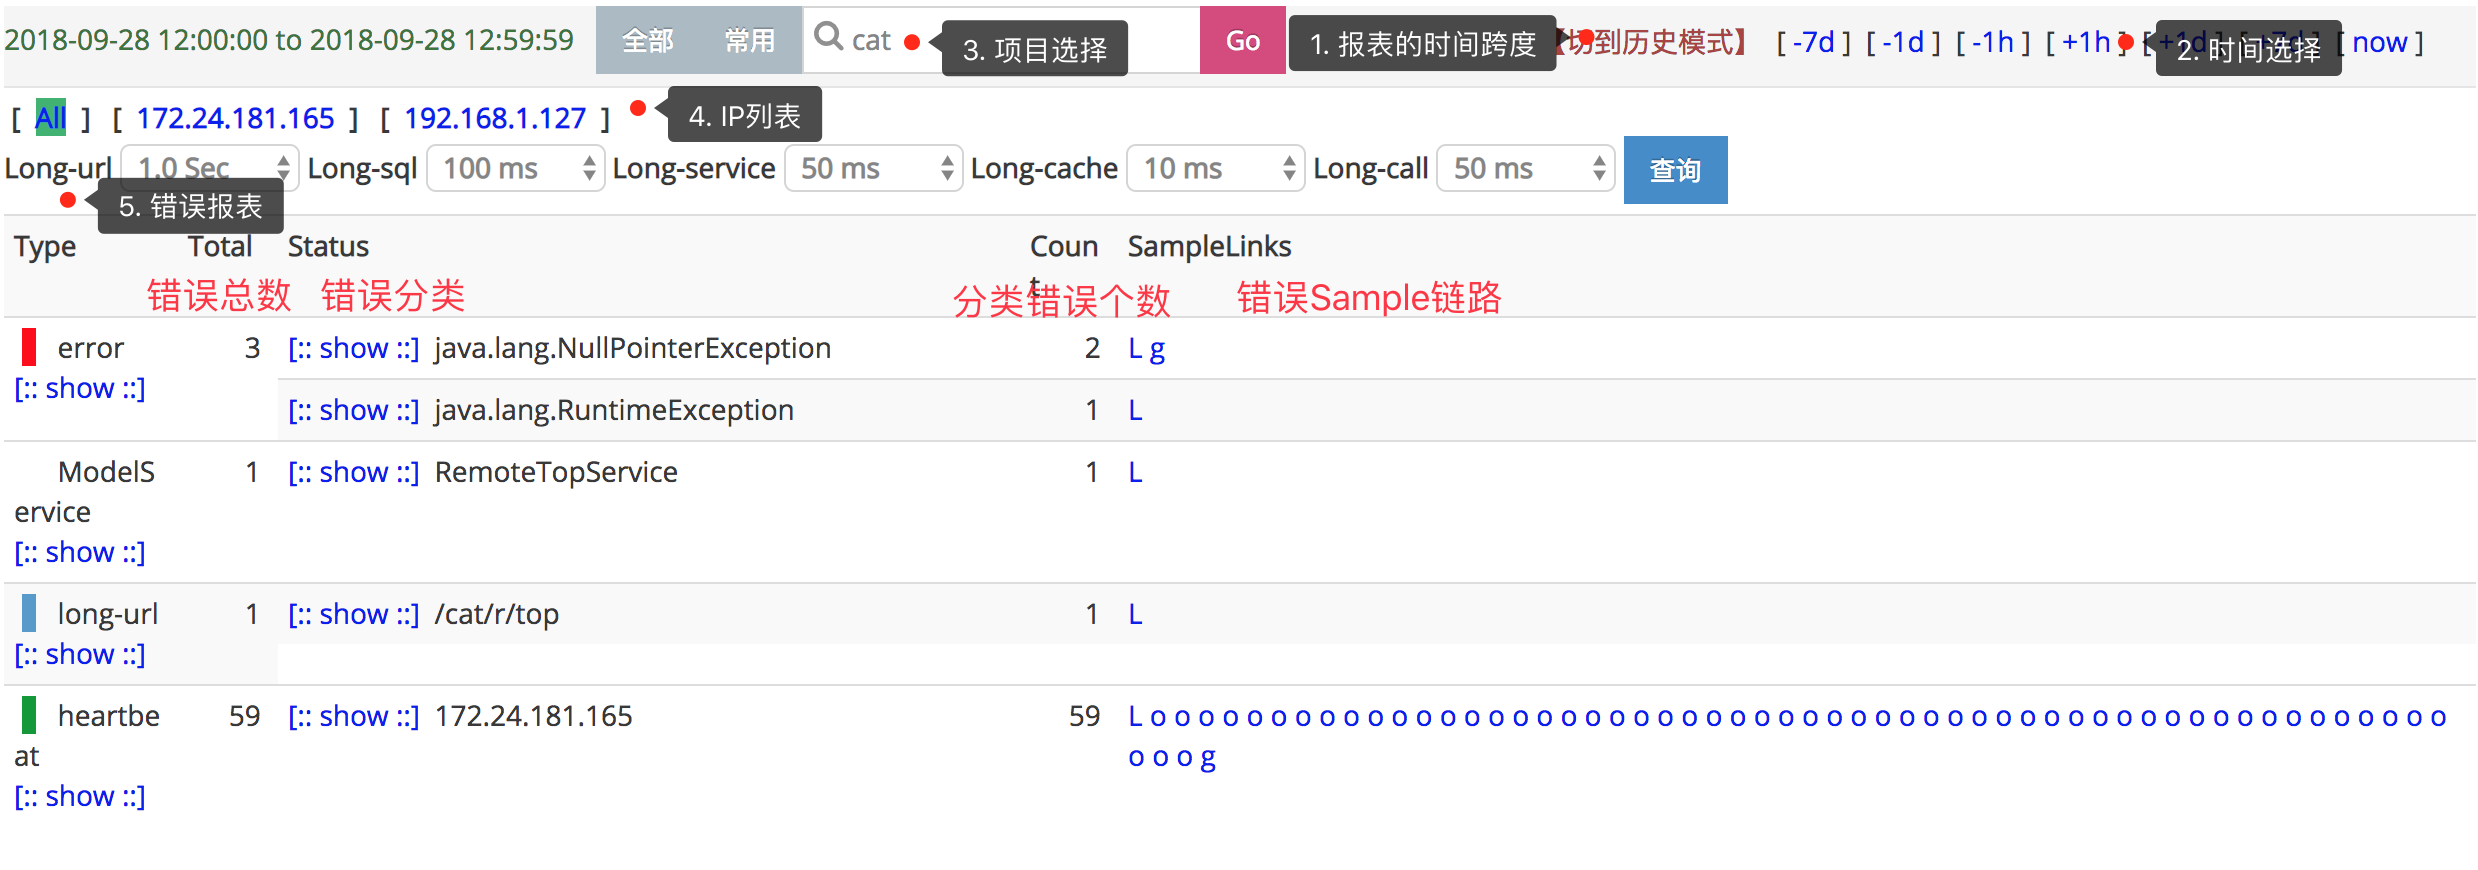 2018-09-28 12:00:00 to 2018-09-28 12:59:59 全部 常用 cat 3. 项目选择 Go 1. 报表的时间跨度 切到历史模式】 [ -7d ] [ -1d ] [ -1h ] [ +1h ] [ +1d ] [ +7d ] 2. 时间选择 [ now ]
[ All ] [ 172.24.181.165 ] [ 192.168.1.127 ] 4. IP列表
Long-url 1.0 Sec Long-sql 100 ms Long-service 50 ms Long-cache 10 ms Long-call 50 ms 查询
5. 错误报表
Type Total Status Coun SampleLinks
t
错误总数 错误分类 分类错误个数 错误Sample链路
error 3 [:: show ::] java.lang.NullPointerException 2 L g
[:: show ::]
[:: show ::] java.lang.RuntimeException 1 L
ModelS 1 [:: show ::] RemoteTopService 1 L
ervice
[:: show ::]
long-url 1 [:: show ::] /cat/r/top 1 L
[:: show ::]
heartbe 59 [:: show ::] 172.24.181.165 59 L o o o o o o o o o o o o o o o o o o o o o o o o o o o o o o o o o o o o o o o o o o o o o o o o o o o o o o
at o o o g
[:: show ::]